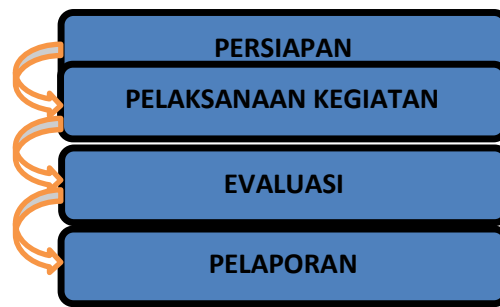 PERSIAPAN
PELAKSANAAN KEGIATAN
EVALUASI
PELAPORAN